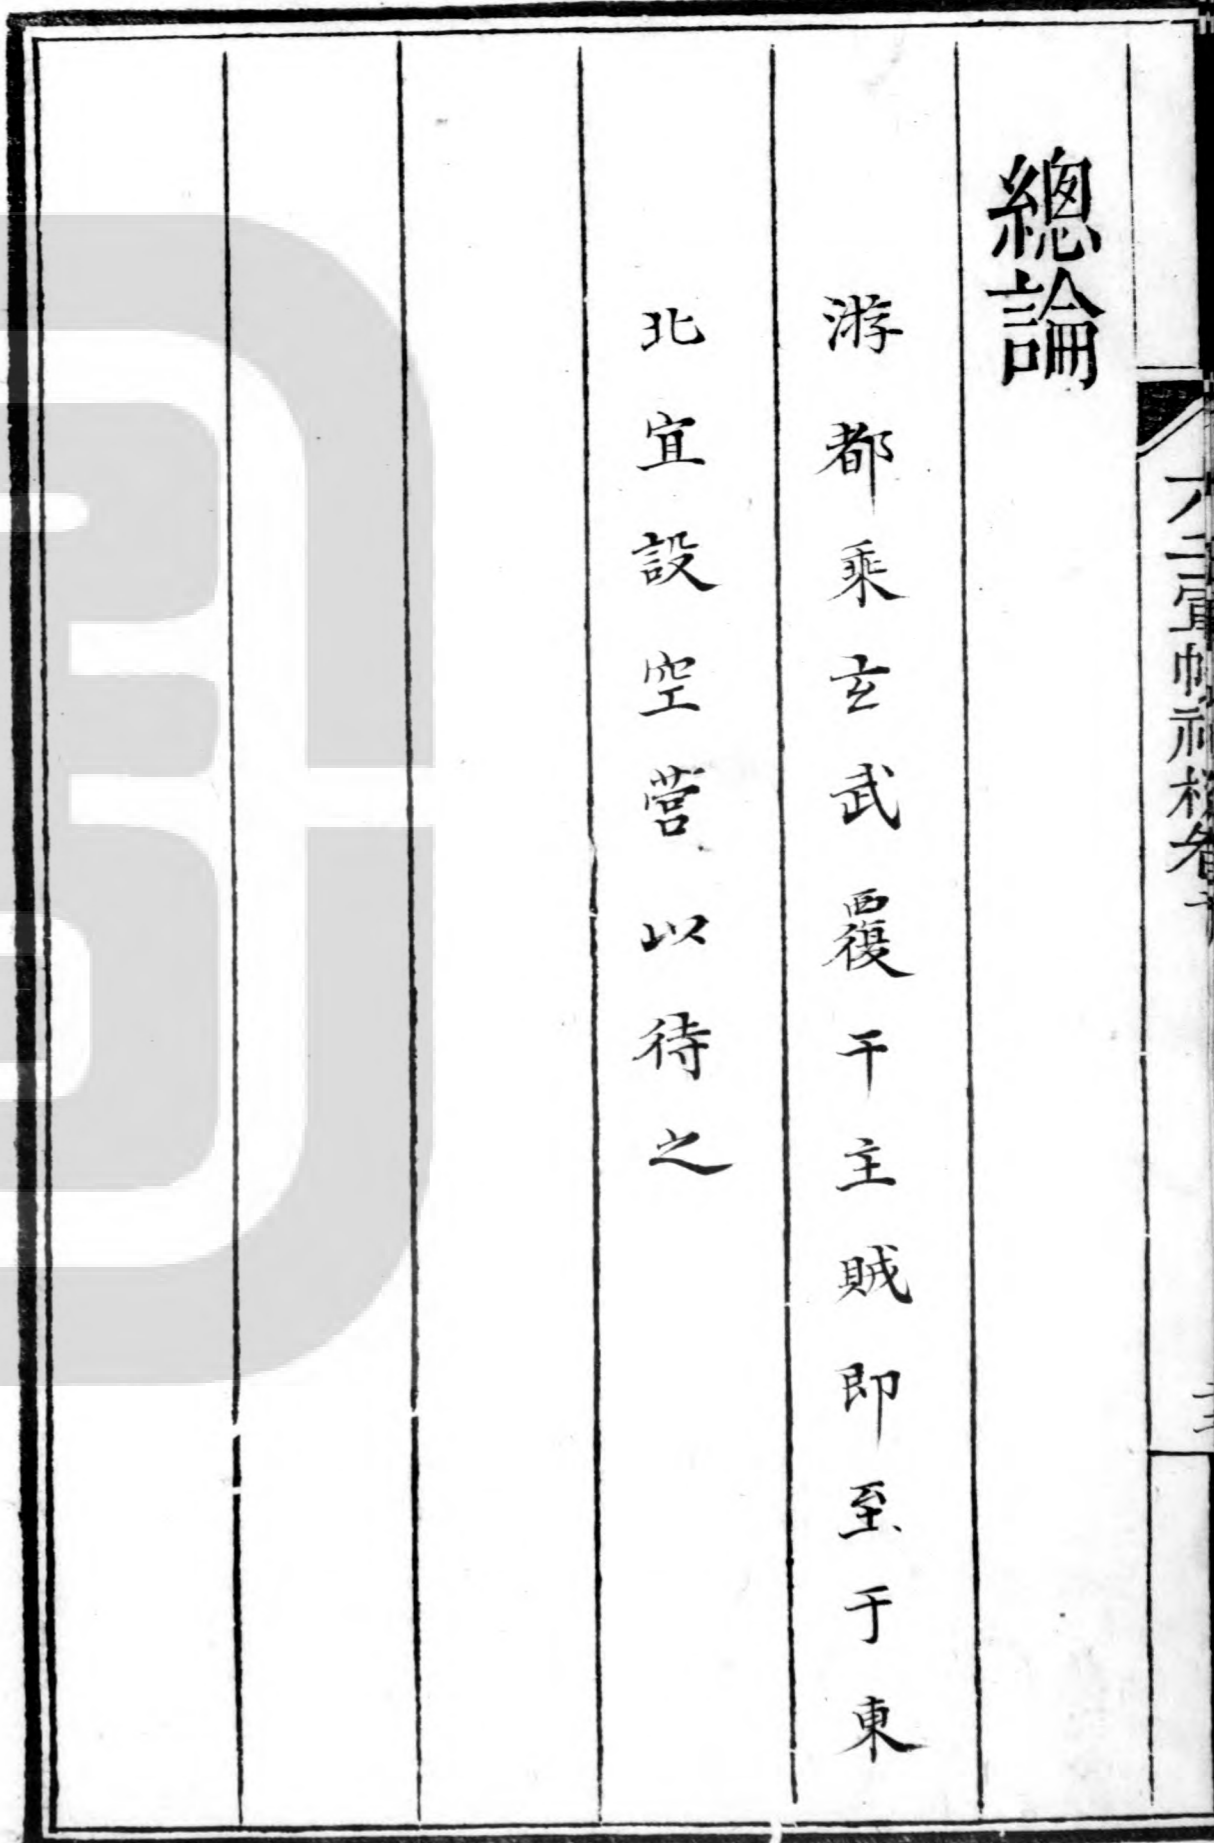 總論
游都乘玄武覆干主賊即至于東
北宜設空營以待之